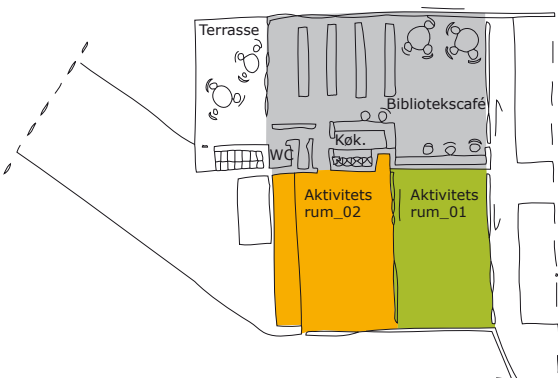 Terrasse
Bibliotekscafé
Køk.
WC
Aktivitets
rum_02
Aktivitets
rum_01